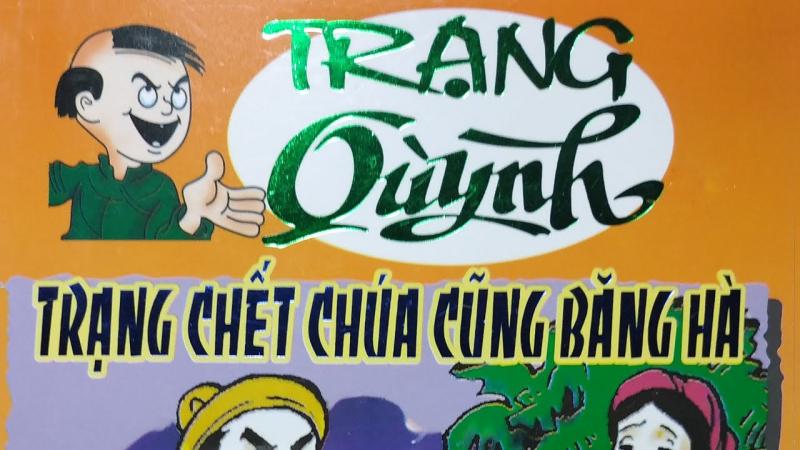 TRẠNG
Quỳnh
TRẠNG CHẾT CHÚA CŨNG BĂNG HÀ